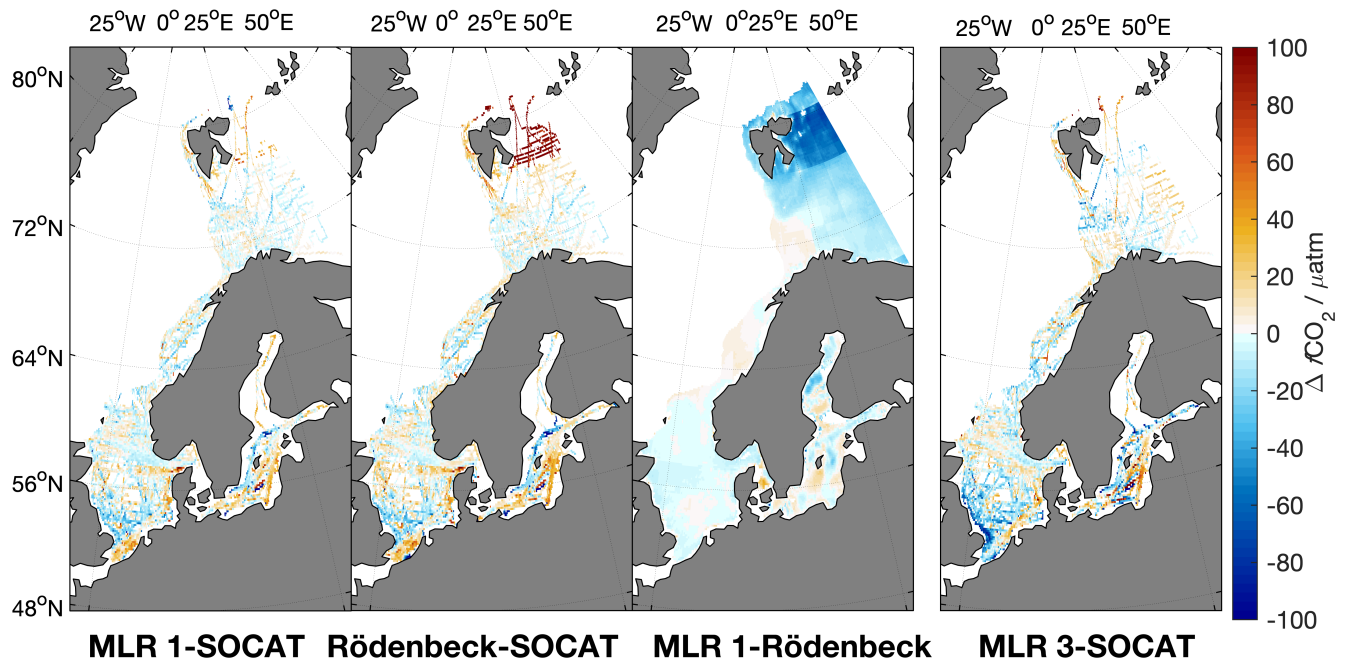 25°W 0° 25°E 50°E 25°W 0° 25°E 50°E 25°W 0° 25°E 50°E 25°W 0° 25°E 50°E
80°N
72°N
64°N
56°N
48°N
100
80
60
40
20
0
-20
-40
-60
-80
-100
Δ fCO2 / μatm
MLR 1-SOCAT Rödenbeck-SOCAT MLR 1-Rödenbeck MLR 3-SOCAT